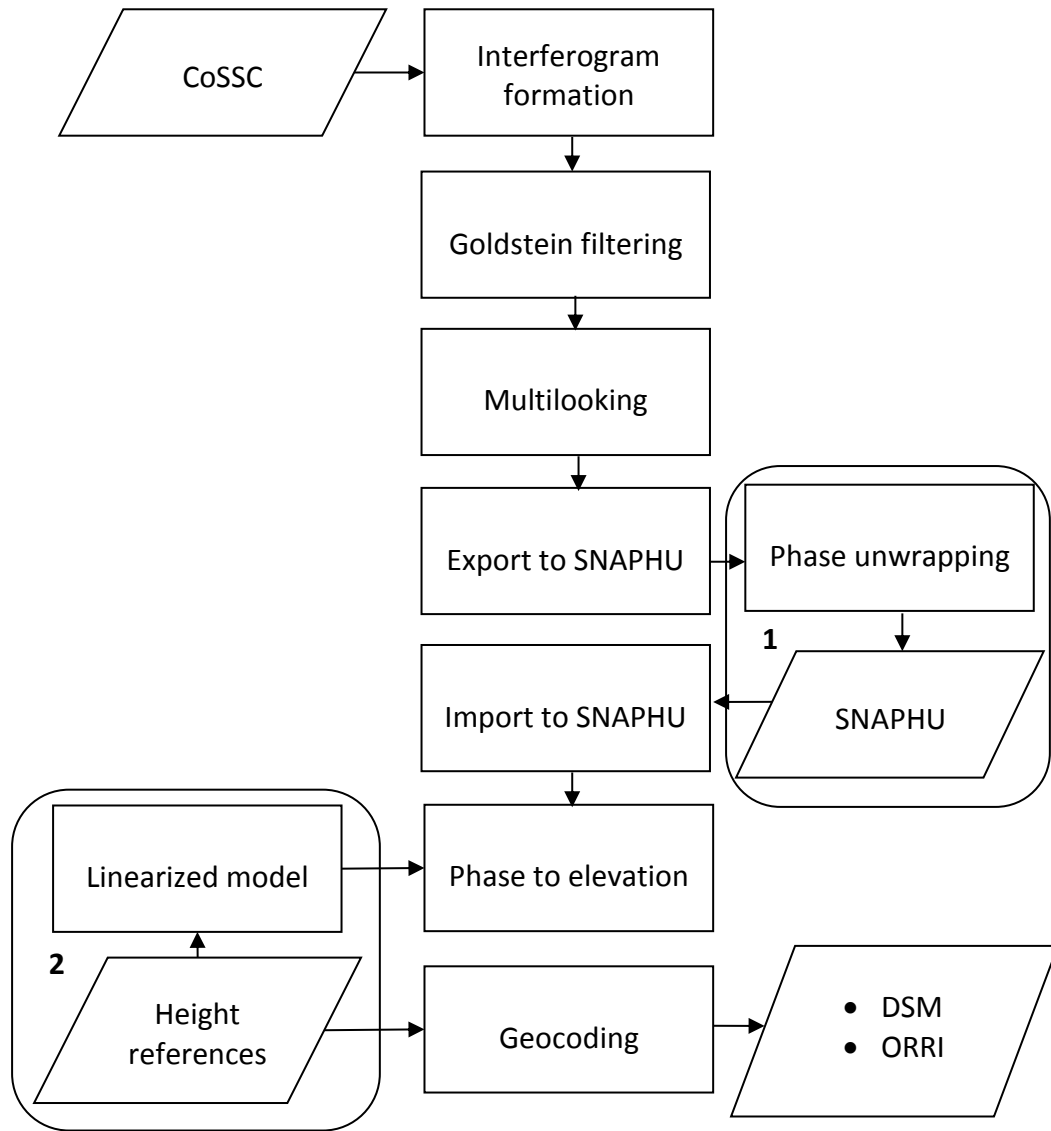 CoSSC
Interferogram
formation
Goldstein filtering
Multilooking
Export to SNAPHU
Phase unwrapping
1
Import to SNAPHU
SNAPHU
Linearized model
Phase to elevation
2
Height
references
Geocoding
• DSM
• ORRI